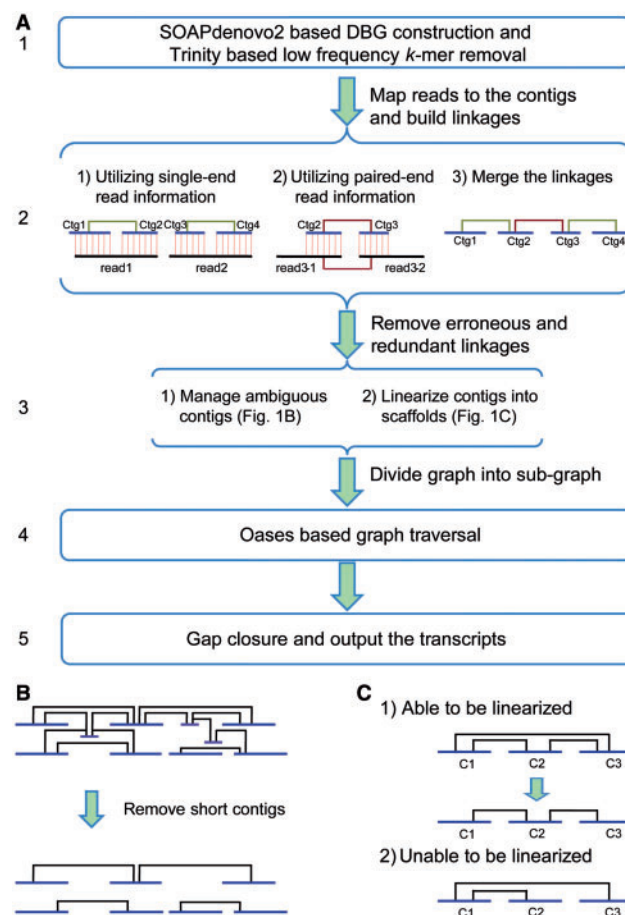 A
1
SOAPdenovo2 based DBG construction and
Trinity based low frequency k-mer removal
Map reads to the contigs
and build linkages
2
1) Utilizing single-end
read information
Ctg1 Ctg2 Ctg3 Ctg4
read1 read2
2) Utilizing paired-end
read information
Ctg2 Ctg3
read3-1 read3-2
3) Merge the linkages
Ctg1 Ctg2 Ctg3 Ctg4
Remove erroneous and
redundant linkages
3
1) Manage ambiguous
contigs (Fig. 1B)
2) Linearize contigs into
scaffolds (Fig. 1C)
Divide graph into sub-graph
4
Oases based graph traversal
5
Gap closure and output the transcripts
B
Remove short contigs
C
1) Able to be linearized
C1 C2 C3
C1 C2 C3
2) Unable to be linearized
C1 C2 C3